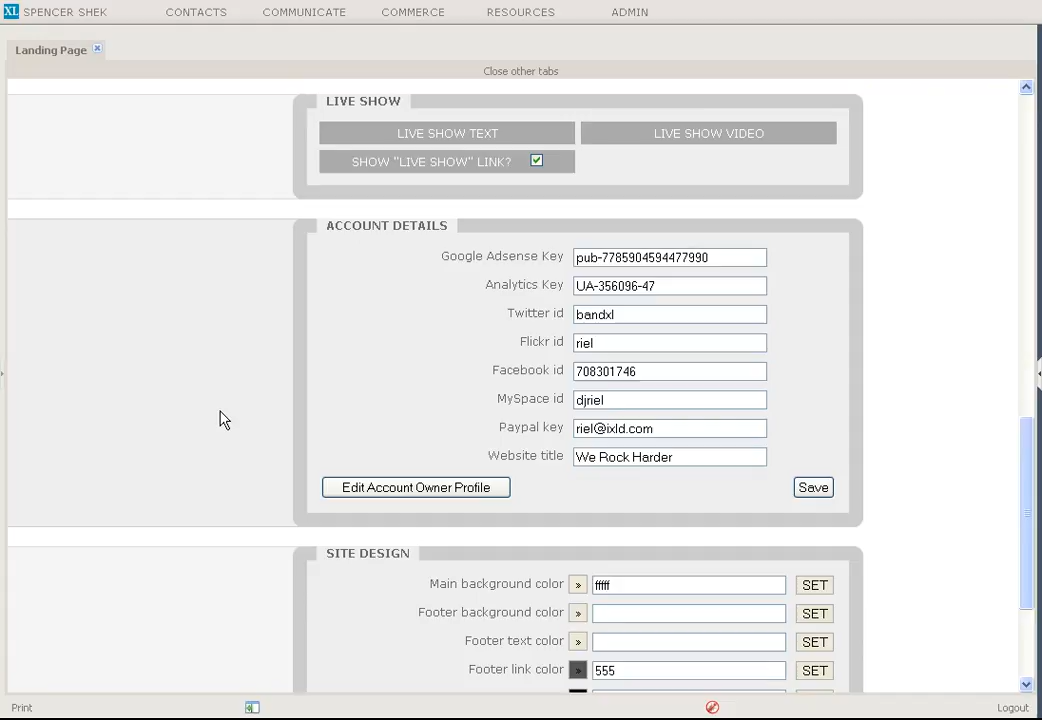 XL SPENCER SHEK CONTACTS COMMUNICATE COMMERCE RESOURCES ADMIN
Landing Page
Close other tabs
LIVE SHOW
LIVE SHOW TEXT LIVE SHOW VIDEO
SHOW "LIVE SHOW" LINK?
ACCOUNT DETAILS
Google Adsense Key pub-7785904594477990
Analytics Key UA-356096-47
Twitter id bandxl
Flickr id riel
Facebook id 708301746
MySpace id djriel
Paypal key riel@ixld.com
Website title We Rock Harder
Edit Account Owner Profile Save
SITE DESIGN
Main background color » fffff SET
Footer background color » SET
Footer text color » SET
Footer link color » 555 SET
Print Logout